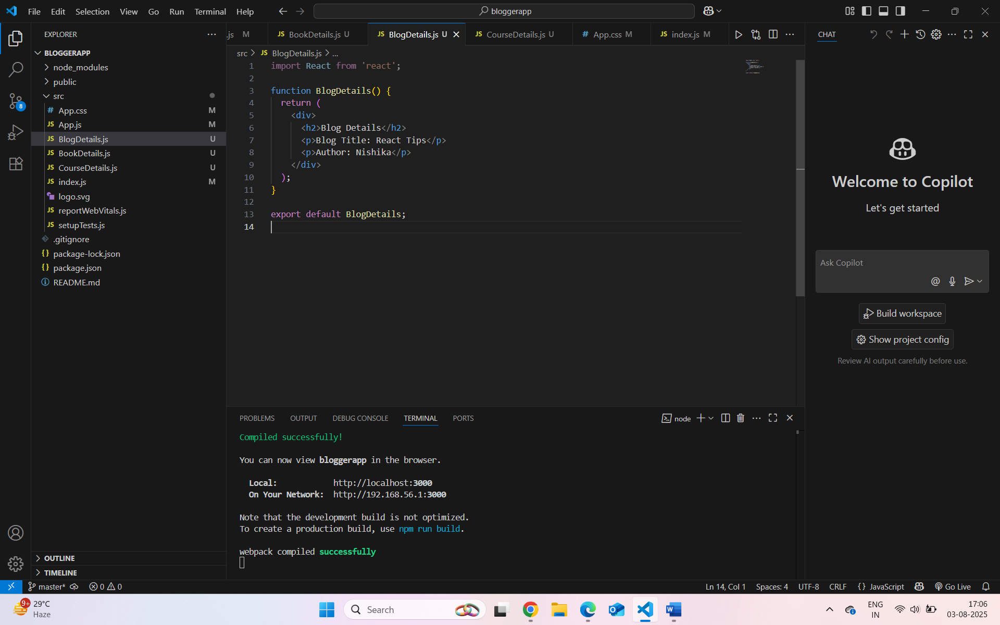 File Edit Selection View Go Run Terminal Help
bloggerapp
EXPLORER
BLOGGERAPP
node_modules
public
src
App.css M
App.js M
BlogDetails.js U
BookDetails.js U
CourseDetails.js U
index.js M
logo.svg
reportWebVitals.js
setupTests.js
.gitignore
package-lock.json
package.json
README.md
OUTLINE
TIMELINE
8
.js M
JS BookDetails.js U
JS BlogDetails.js U
JS CourseDetails.js U
# App.css M
JS index.js M
src > JS BlogDetails.js > ...
1 import React from 'react';
2
3 function BlogDetails() {
4 return (
5 <div>
6 <h2>Blog Details</h2>
7 <p>Blog Title: React Tips</p>
8 <p>Author: Nishika</p>
9 </div>
10 );
11 }
12
13 export default BlogDetails;
14
PROBLEMS OUTPUT DEBUG CONSOLE TERMINAL PORTS
node
Compiled successfully!
You can now view bloggerapp in the browser.
Local: http://localhost:3000
On Your Network: http://192.168.56.1:3000
Note that the development build is not optimized.
To create a production build, use npm run build.
webpack compiled successfully
CHAT
Welcome to Copilot
Let's get started
Ask Copilot
@
Build workspace
Show project config
Review AI output carefully before use.
master* 0 0
Ln 14, Col 1 Spaces: 4 UTF-8 CRLF {} JavaScript Go Live
9+
29°C
Haze
Search
ENG
IN
17:06
03-08-2025